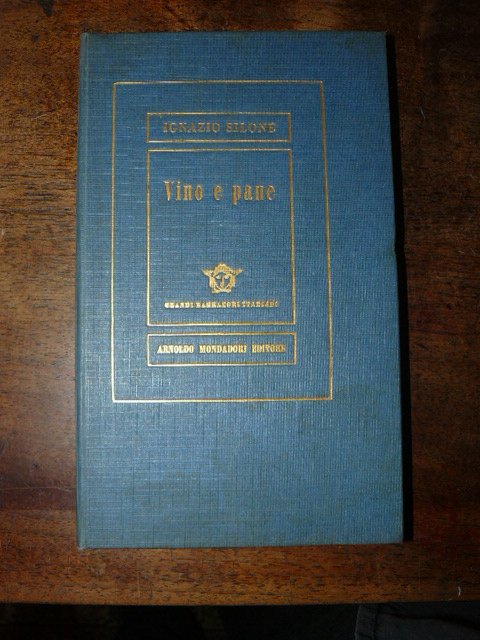 IGNAZIO SILONE
Vino e pane
GRANDI NARRATORI ITALIANI
ARNOLDO MONDADORI EDITORE